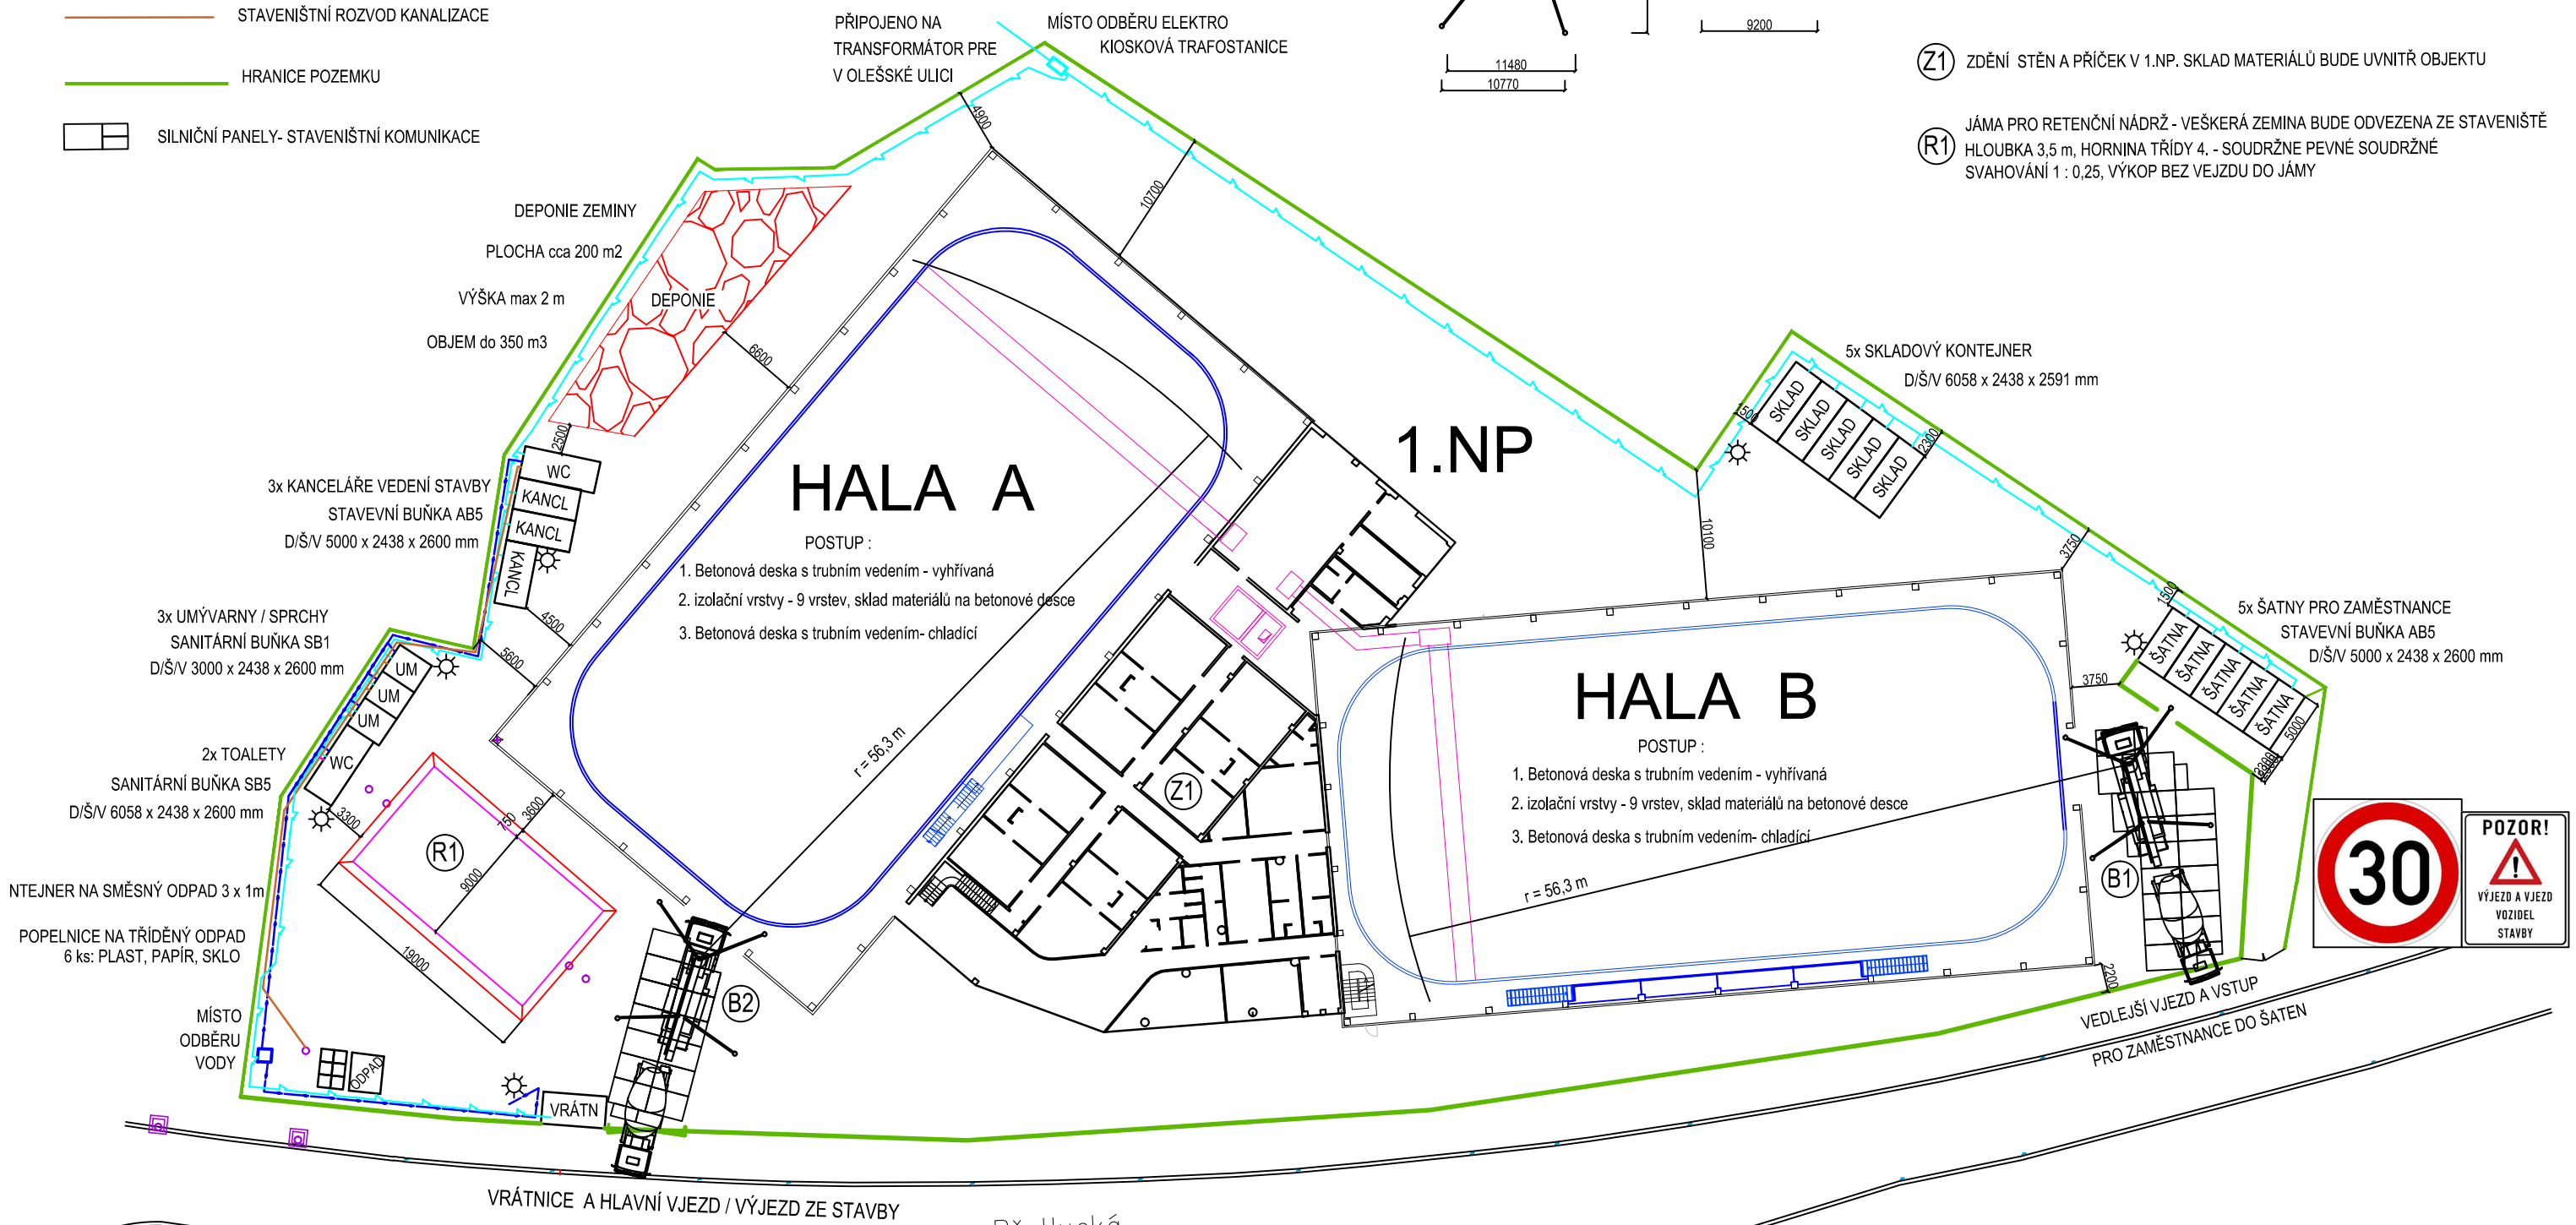 STAVENIŠTNÍ ROZVOD KANALIZACE
HRANICE POZEMKU
SILNIČNÍ PANELY- STAVENIŠTNÍ KOMUNIKACE
PŘIPOJENO NA
TRANSFORMÁTOR PRE
V OLEŠSKÉ ULICI
MÍSTO ODBĚRU ELEKTRO
KIOSKOVÁ TRAFOSTANICE
11480
10770
9200
Z1 ZDĚNÍ STĚN A PŘÍČEK V 1.NP. SKLAD MATERIÁLŮ BUDE UVNITŘ OBJEKTU
R1
JÁMA PRO RETENČNÍ NÁDRŽ - VEŠKERÁ ZEMINA BUDE ODVEZENA ZE STAVENIŠTĚ
HLOUBKA 3,5 m, HORNINA TŘÍDY 4. - SOUDRŽNE PEVNÉ SOUDRŽNÉ
SVAHOVÁNÍ 1 : 0,25, VÝKOP BEZ VEJZDU DO JÁMY
DEPONIE ZEMINY
PLOCHA cca 200 m2
VÝŠKA max 2 m
OBJEM do 350 m3
DEPONIE
4900
10700
6600
2500
3x KANCELÁŘE VEDENÍ STAVBY
STAVEVNÍ BUŇKA AB5
D/Š/V 5000 x 2438 x 2600 mm
WC
KANCL
KANCL
KANCL
4500
5600
3x UMÝVARNY / SPRCHY
SANITÁRNÍ BUŇKA SB1
D/Š/V 3000 x 2438 x 2600 mm
UM
UM
UM
WC
2x TOALETY
SANITÁRNÍ BUŇKA SB5
D/Š/V 6058 x 2438 x 2600 mm
3300
750
3600
R1
9000
19000
NTEJNER NA SMĚSNÝ ODPAD 3 x 1m
POPELNICE NA TŘÍDĚNÝ ODPAD
6 ks: PLAST, PAPÍR, SKLO
MÍSTO
ODBĚRU
VODY
ODPAD
VRÁTN
B2
VRÁTNICE A HLAVNÍ VJEZD / VÝJEZD ZE STAVBY
HALA A
POSTUP :
1. Betonová deska s trubním vedením - vyhřívaná
2. izolační vrstvy - 9 vrstev, sklad materiálů na betonové desce
3. Betonová deska s trubním vedením- chladící
r = 56,3 m
1.NP
Z1
5x SKLADOVÝ KONTEJNER
D/Š/V 6058 x 2438 x 2591 mm
1500
SKLAD
SKLAD
SKLAD
SKLAD
SKLAD
2300
10100
3750
1500
5x ŠATNY PRO ZAMĚSTNANCE
STAVEVNÍ BUŇKA AB5
D/Š/V 5000 x 2438 x 2600 mm
ŠATNA
ŠATNA
ŠATNA
ŠATNA
ŠATNA
5000
3750
HALA B
POSTUP :
1. Betonová deska s trubním vedením - vyhřívaná
2. izolační vrstvy - 9 vrstev, sklad materiálů na betonové desce
3. Betonová deska s trubním vedením- chladící
r = 56,3 m
B1
2200
30
POZOR!
VÝJEZD A VJEZD
VOZIDEL
STAVBY
VEDLEJŠÍ VJEZD A VSTUP
PRO ZAMĚSTNANCE DO ŠATEN